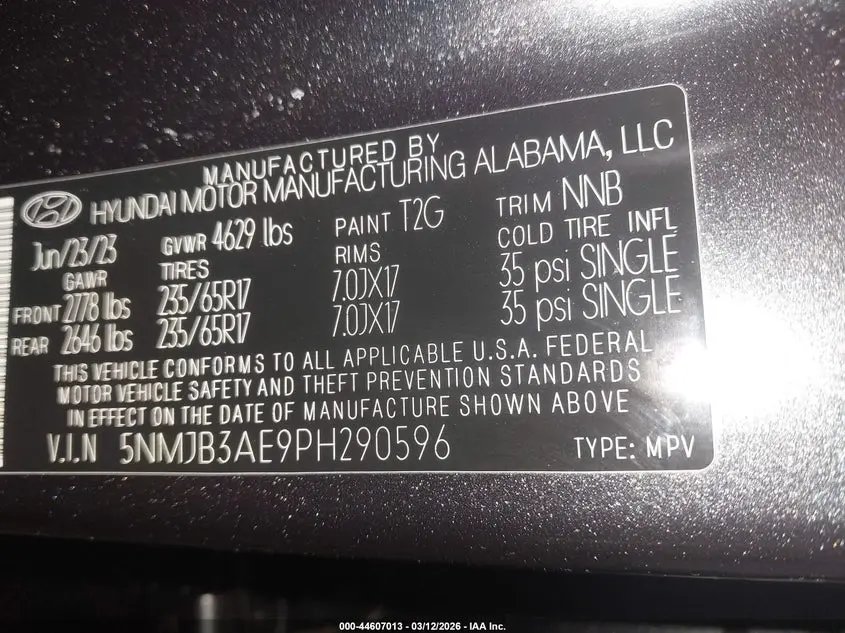 MANUFACTURED BY
HYUNDAI MOTOR MANUFACTURING ALABAMA, LLC
Jun/23/23 GVWR 4629 lbs PAINT T2G TRIM NNB
GAWR TIRES RIMS COLD TIRE INFL
FRONT 2778 lbs 235/65R17 7.0JX17 35 psi SINGLE
REAR 2646 lbs 235/65R17 7.0JX17 35 psi SINGLE
THIS VEHICLE CONFORMS TO ALL APPLICABLE U.S.A. FEDERAL
MOTOR VEHICLE SAFETY AND THEFT PREVENTION STANDARDS
IN EFFECT ON THE DATE OF MANUFACTURE SHOWN ABOVE
V.I.N 5NMJB3AE9PH290596 TYPE: MPV
000-44607013 - 03/12/2026 - IAA Inc.